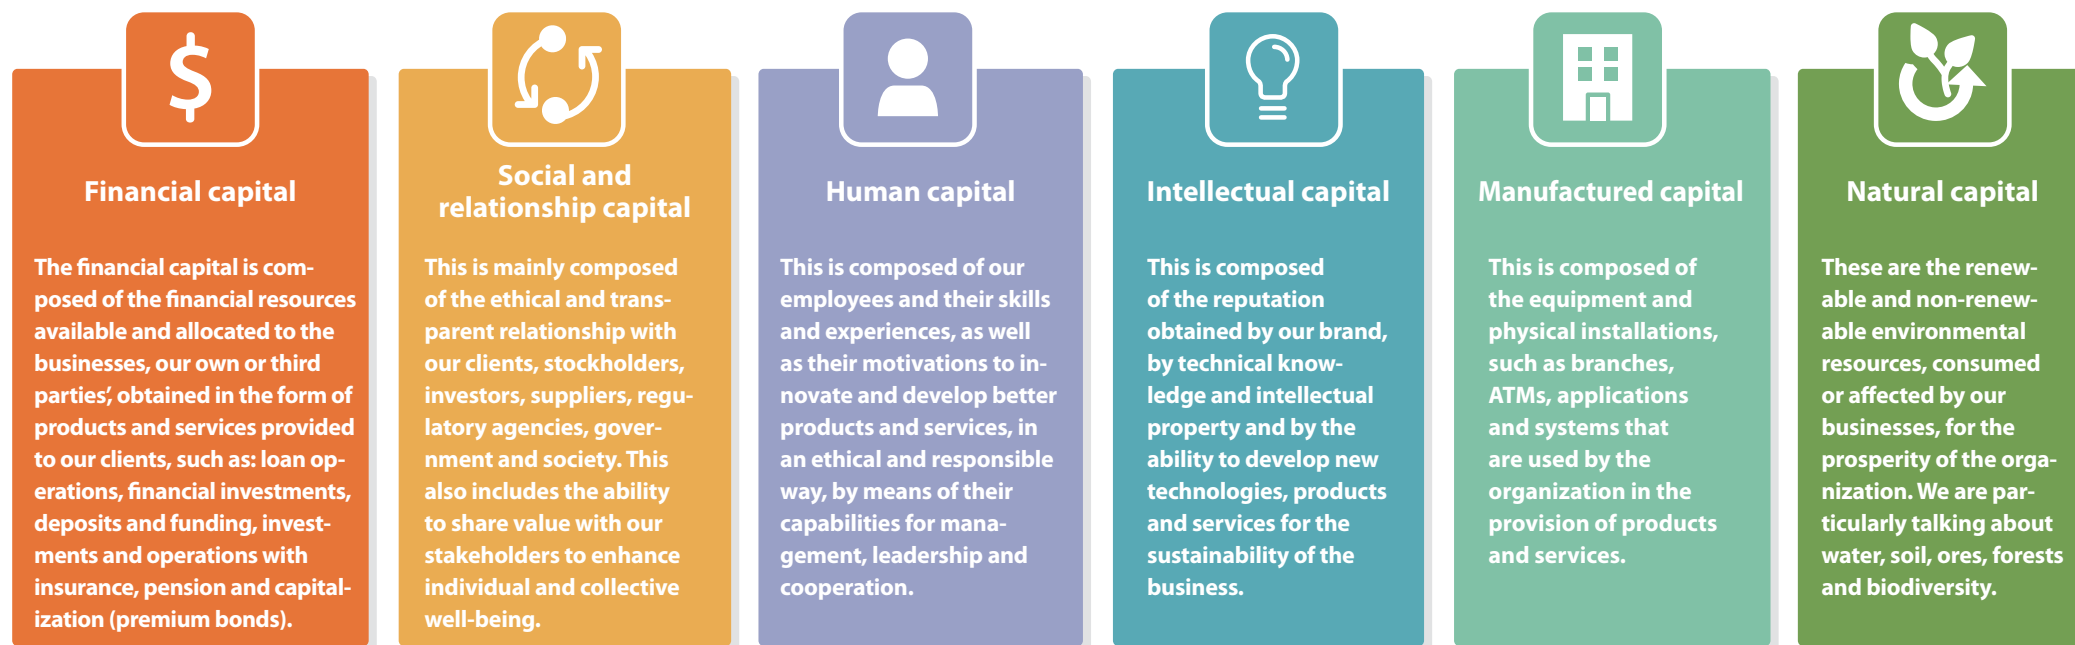 $
Financial capital
The financial capital is com-
posed of the financial resources
available and allocated to the
businesses, our own or third
parties’, obtained in the form of
products and services provided
to our clients, such as: loan op-
erations, financial investments,
deposits and funding, invest-
ments and operations with
insurance, pension and capital-
ization (premium bonds).
Social and
relationship capital
This is mainly composed
of the ethical and trans-
parent relationship with
our clients, stockholders,
investors, suppliers, regu-
latory agencies, gover-
nment and society. This
also includes the ability
to share value with our
stakeholders to enhance
individual and collective
well-being.
Human capital
This is composed of our
employees and their skills
and experiences, as well
as their motivations to in-
novate and develop better
products and services, in
an ethical and responsible
way, by means of their
capabilities for mana-
gement, leadership and
cooperation.
Intellectual capital
This is composed
of the reputation
obtained by our brand,
by technical know-
ledge and intellectual
property and by the
ability to develop new
technologies, products
and services for the
sustainability of the
business.
Manufactured capital
This is composed of
the equipment and
physical installations,
such as branches,
ATMs, applications
and systems that
are used by the
organization in the
provision of products
and services.
Natural capital
These are the renew-
able and non-renew-
able environmental
resources, consumed
or affected by our
businesses, for the
prosperity of the orga-
nization. We are par-
ticularly talking about
water, soil, ores, forests
and biodiversity.